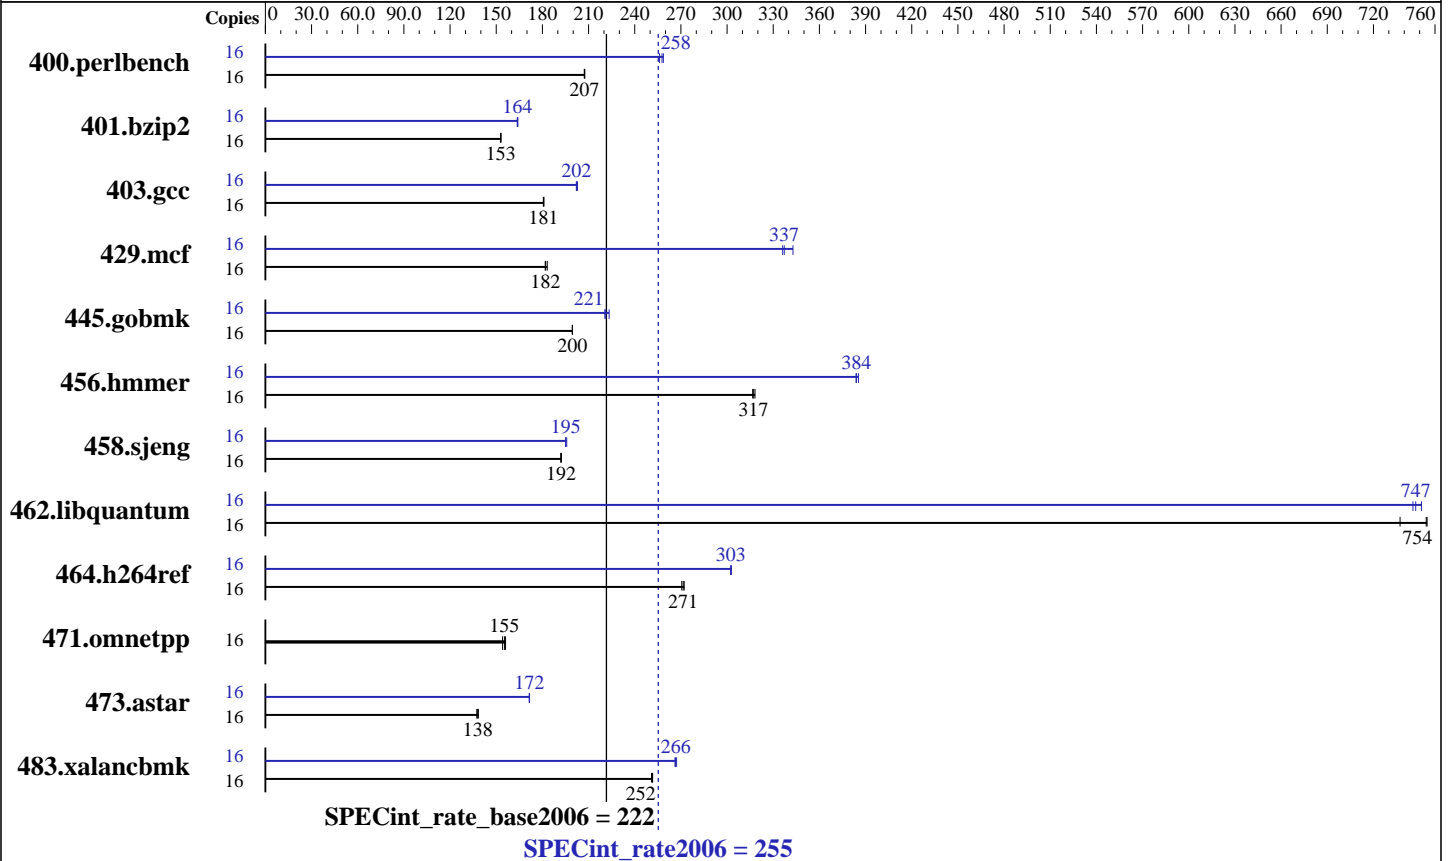 Copies 0 30.0 60.0 90.0 120 150 180 210 240 270 300 330 360 390 420 450 480 510 540 570 600 630 660 690 720 760
400.perlbench 16 258
16 207
401.bzip2 16 164
16 153
403.gcc 16 202
16 181
429.mcf 16 337
16 182
445.gobmk 16 221
16 200
456.hmmer 16 384
16 317
458.sjeng 16 195
16 192
462.libquantum 16 747
16 754
464.h264ref 16 303
16 271
471.omnetpp 16 155
473.astar 16 172
16 138
483.xalancbmk 16 266
16 252
SPECint_rate_base2006 = 222
SPECint_rate2006 = 255